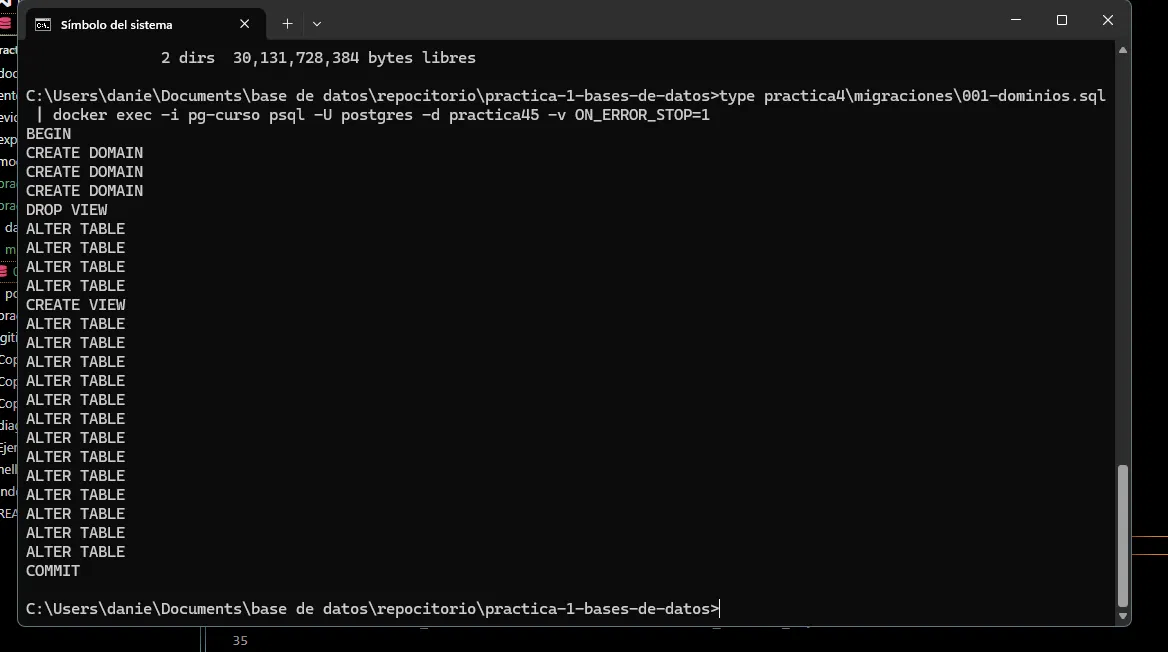 Símbolo del sistema
2 dirs  30,131,728,384 bytes libres
C:\Users\danie\Documents\base de datos\repocitorio\practica-1-bases-de-datos>type practica4\migraciones\001-dominios.sql
| docker exec -i pg-curso psql -U postgres -d practica45 -v ON_ERROR_STOP=1
BEGIN
CREATE DOMAIN
CREATE DOMAIN
CREATE DOMAIN
DROP VIEW
ALTER TABLE
ALTER TABLE
ALTER TABLE
ALTER TABLE
CREATE VIEW
ALTER TABLE
ALTER TABLE
ALTER TABLE
ALTER TABLE
ALTER TABLE
ALTER TABLE
ALTER TABLE
ALTER TABLE
ALTER TABLE
ALTER TABLE
ALTER TABLE
ALTER TABLE
ALTER TABLE
COMMIT
C:\Users\danie\Documents\base de datos\repocitorio\practica-1-bases-de-datos>
35